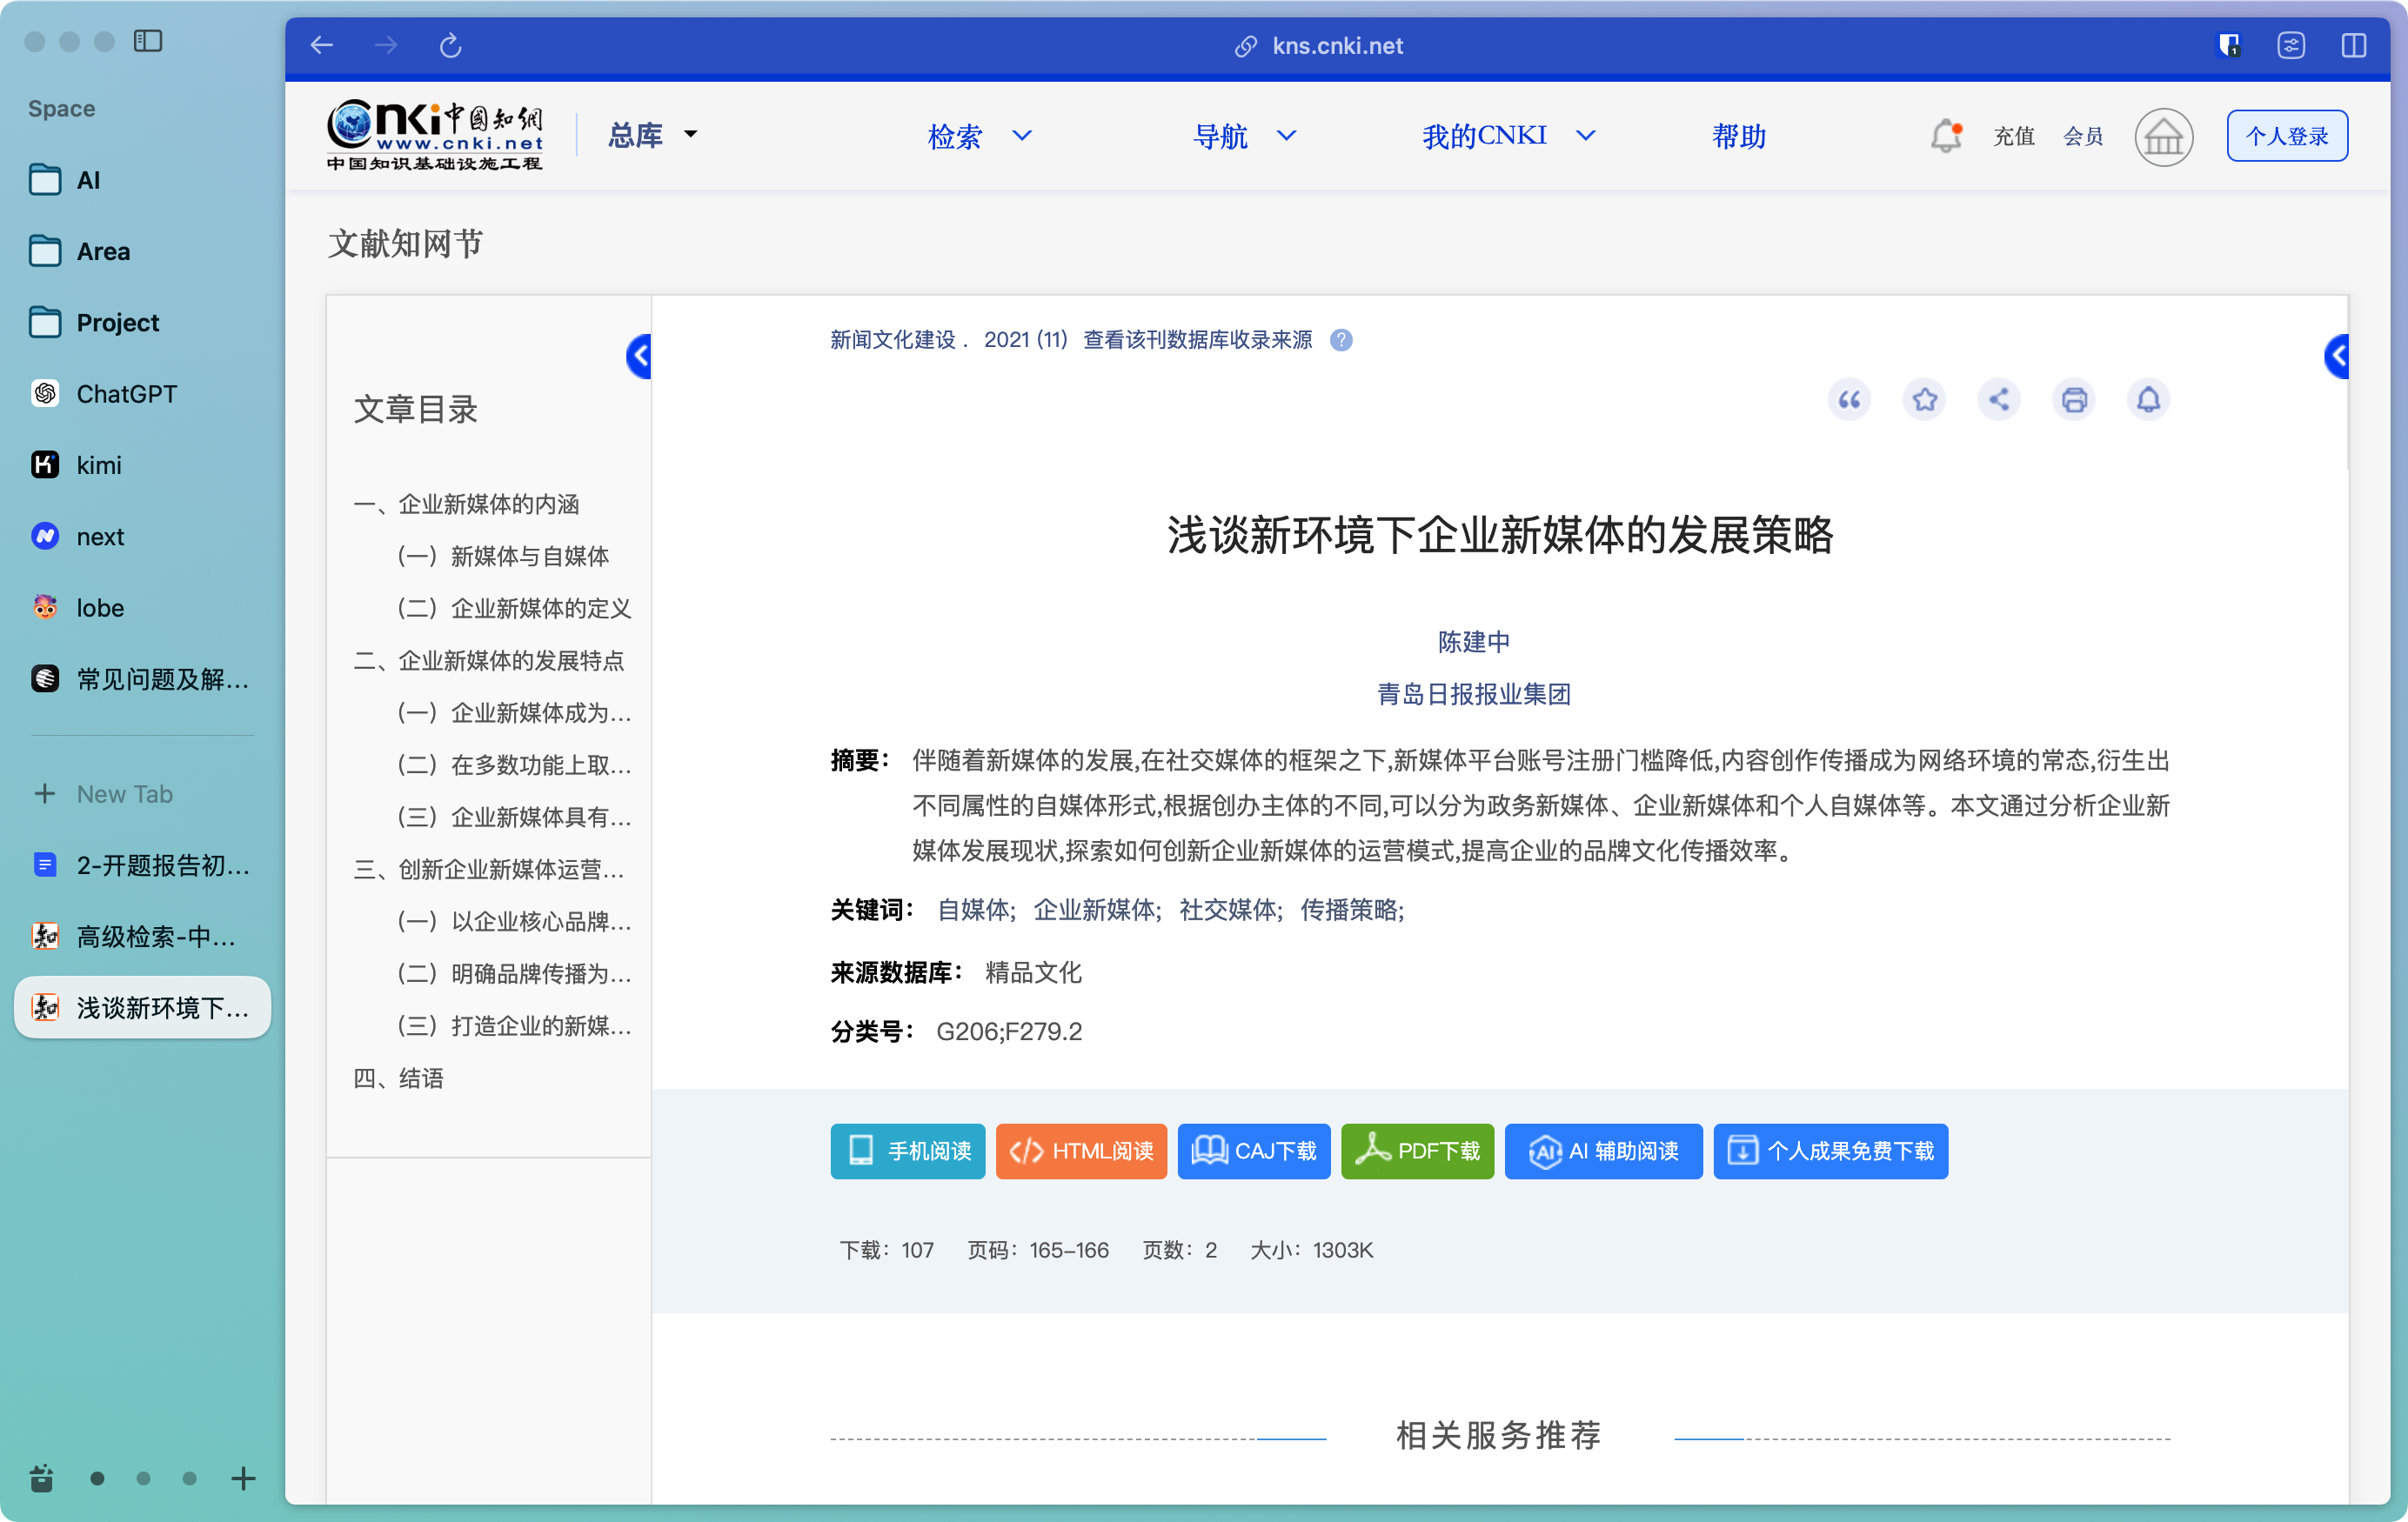 Space
AI
Area
Project
ChatGPT
kimi
next
lobe
常见问题及解...
New Tab
2-开题报告初...
高级检索-中...
浅谈新环境下...
kns.cnki.net
1
Cnki中国知网
www.cnki.net
中国知识基础设施工程
总库
检索
导航
我的CNKI
帮助
充值
会员
个人登录
文献知网节
文章目录
一、企业新媒体的内涵
（一）新媒体与自媒体
（二）企业新媒体的定义
二、企业新媒体的发展特点
（一）企业新媒体成为...
（二）在多数功能上取...
（三）企业新媒体具有...
三、创新企业新媒体运营...
（一）以企业核心品牌...
（二）明确品牌传播为...
（三）打造企业的新媒...
四、结语
新闻文化建设 . 2021 (11) 查看该刊数据库收录来源 ?
浅谈新环境下企业新媒体的发展策略
陈建中
青岛日报报业集团
摘要： 伴随着新媒体的发展,在社交媒体的框架之下,新媒体平台账号注册门槛降低,内容创作传播成为网络环境的常态,衍生出
不同属性的自媒体形式,根据创办主体的不同,可以分为政务新媒体、企业新媒体和个人自媒体等。本文通过分析企业新
媒体发展现状,探索如何创新企业新媒体的运营模式,提高企业的品牌文化传播效率。
关键词： 自媒体; 企业新媒体; 社交媒体; 传播策略;
来源数据库： 精品文化
分类号： G206;F279.2
手机阅读
HTML阅读
CAJ下载
PDF下载
AI 辅助阅读
个人成果免费下载
下载：107 页码：165-166 页数：2 大小：1303K
相关服务推荐